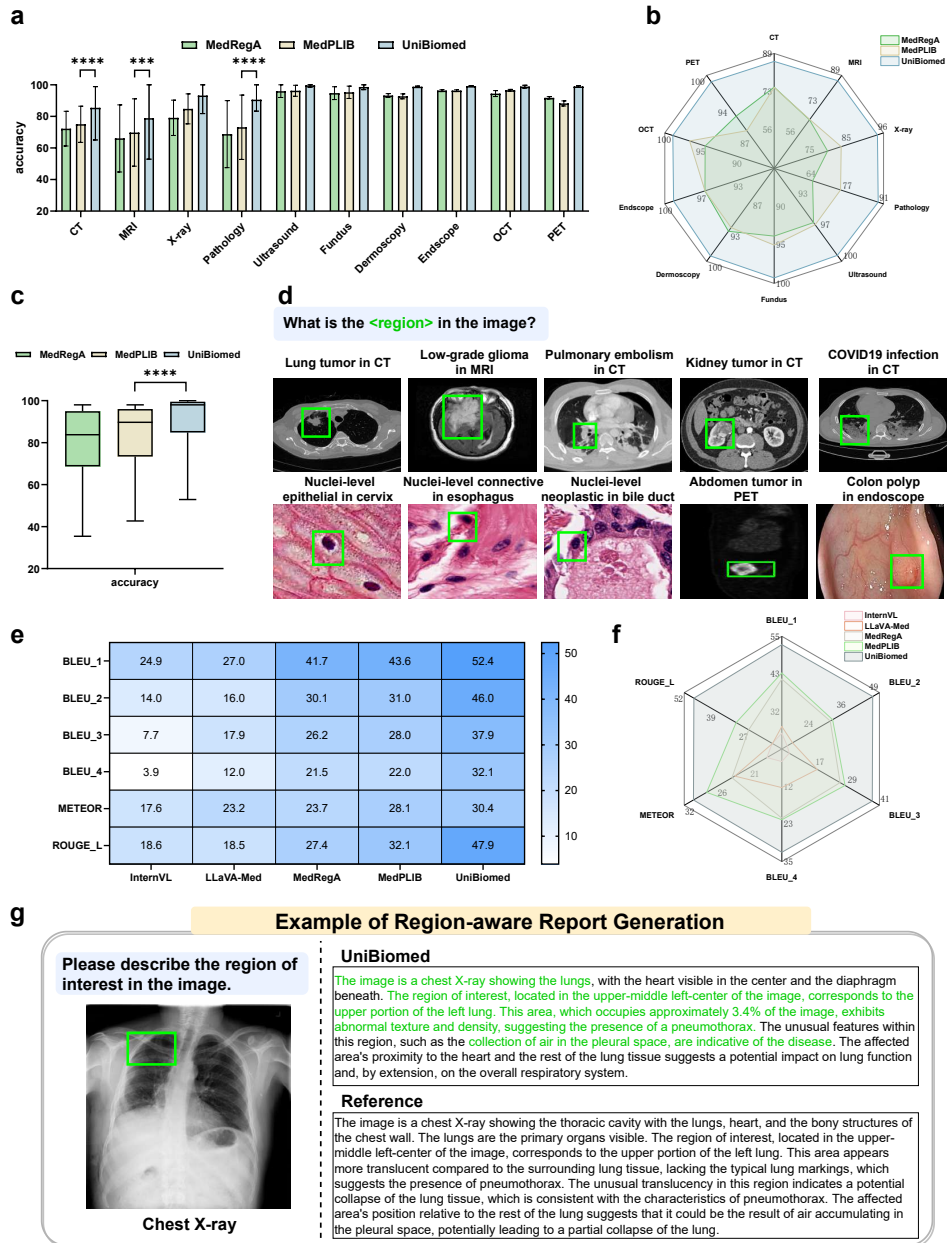 a
MedRegA MedPLIB UniBiomed
**** *** ****
accuracy
100
80
60
40
20
CT MRI X-ray Pathology Ultrasound Fundus Dermoscopy Endscope OCT PET
b
MedRegA
MedPLIB
UniBiomed
CT
MRI
X-ray
Pathology
Ultrasound
Fundus
Dermoscopy
Endscope
OCT
PET
89 89 96 91 100 100 100 100 100 100
73 73 85 77 97 95 93 97 95 94
56 56 75 64 93 90 87 93 90 87
c
MedRegA MedPLIB UniBiomed
****
100
80
60
40
20
accuracy
d
What is the <region> in the image?
Lung tumor in CT
Low-grade glioma
in MRI
Pulmonary embolism
in CT
Kidney tumor in CT
COVID19 infection
in CT
Nuclei-level
epithelial in cervix
Nuclei-level connective
in esophagus
Nuclei-level
neoplastic in bile duct
Abdomen tumor in
PET
Colon polyp
in endoscope
e
BLEU_1 24.9 27.0 41.7 43.6 52.4
BLEU_2 14.0 16.0 30.1 31.0 46.0
BLEU_3 7.7 17.9 26.2 28.0 37.9
BLEU_4 3.9 12.0 21.5 22.0 32.1
METEOR 17.6 23.2 23.7 28.1 30.4
ROUGE_L 18.6 18.5 27.4 32.1 47.9
InternVL LLaVA-Med MedRegA MedPLIB UniBiomed
50
40
30
20
10
f
InternVL
LLaVA-Med
MedRegA
MedPLIB
UniBiomed
BLEU_1
55
43
32
BLEU_2
49
36
24
BLEU_3
41
29
17
BLEU_4
35
23
12
METEOR
32
26
21
ROUGE_L
52
39
27
g
Example of Region-aware Report Generation
Please describe the region of
interest in the image.
Chest X-ray
UniBiomed
The image is a chest X-ray showing the lungs, with the heart visible in the center and the diaphragm
beneath. The region of interest, located in the upper-middle left-center of the image, corresponds to the
upper portion of the left lung. This area, which occupies approximately 3.4% of the image, exhibits
abnormal texture and density, suggesting the presence of a pneumothorax. The unusual features within
this region, such as the collection of air in the pleural space, are indicative of the disease. The affected
area's proximity to the heart and the rest of the lung tissue suggests a potential impact on lung function
and, by extension, on the overall respiratory system.
Reference
The image is a chest X-ray showing the thoracic cavity with the lungs, heart, and the bony structures of
the chest wall. The lungs are the primary organs visible. The region of interest, located in the upper-
middle left-center of the image, corresponds to the upper portion of the left lung. This area appears
more translucent compared to the surrounding lung tissue, lacking the typical lung markings, which
suggests the presence of pneumothorax. The unusual translucency in this region indicates a potential
collapse of the lung tissue, which is consistent with the characteristics of pneumothorax. The affected
area's position relative to the rest of the lung suggests that it could be the result of air accumulating in
the pleural space, potentially leading to a partial collapse of the lung.